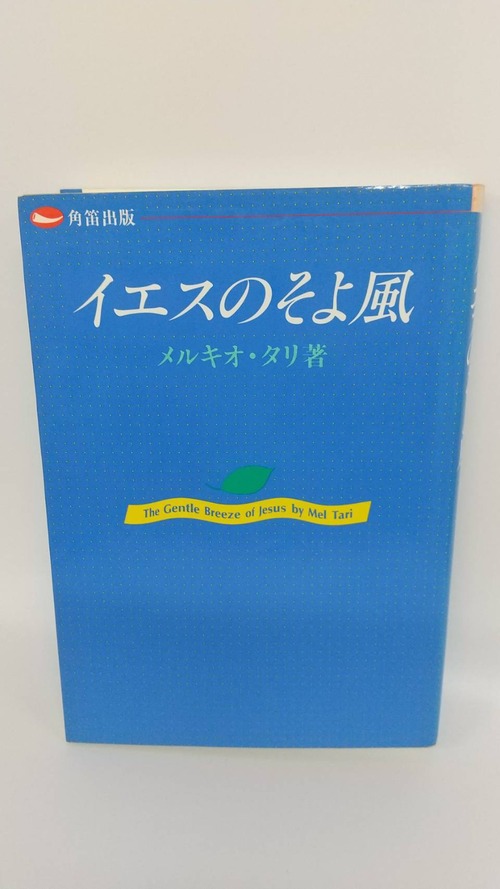 角笛出版
イエスのそよ風
メルキオ・タリ著
The Gentle Breeze of Jesus by Mel Tari